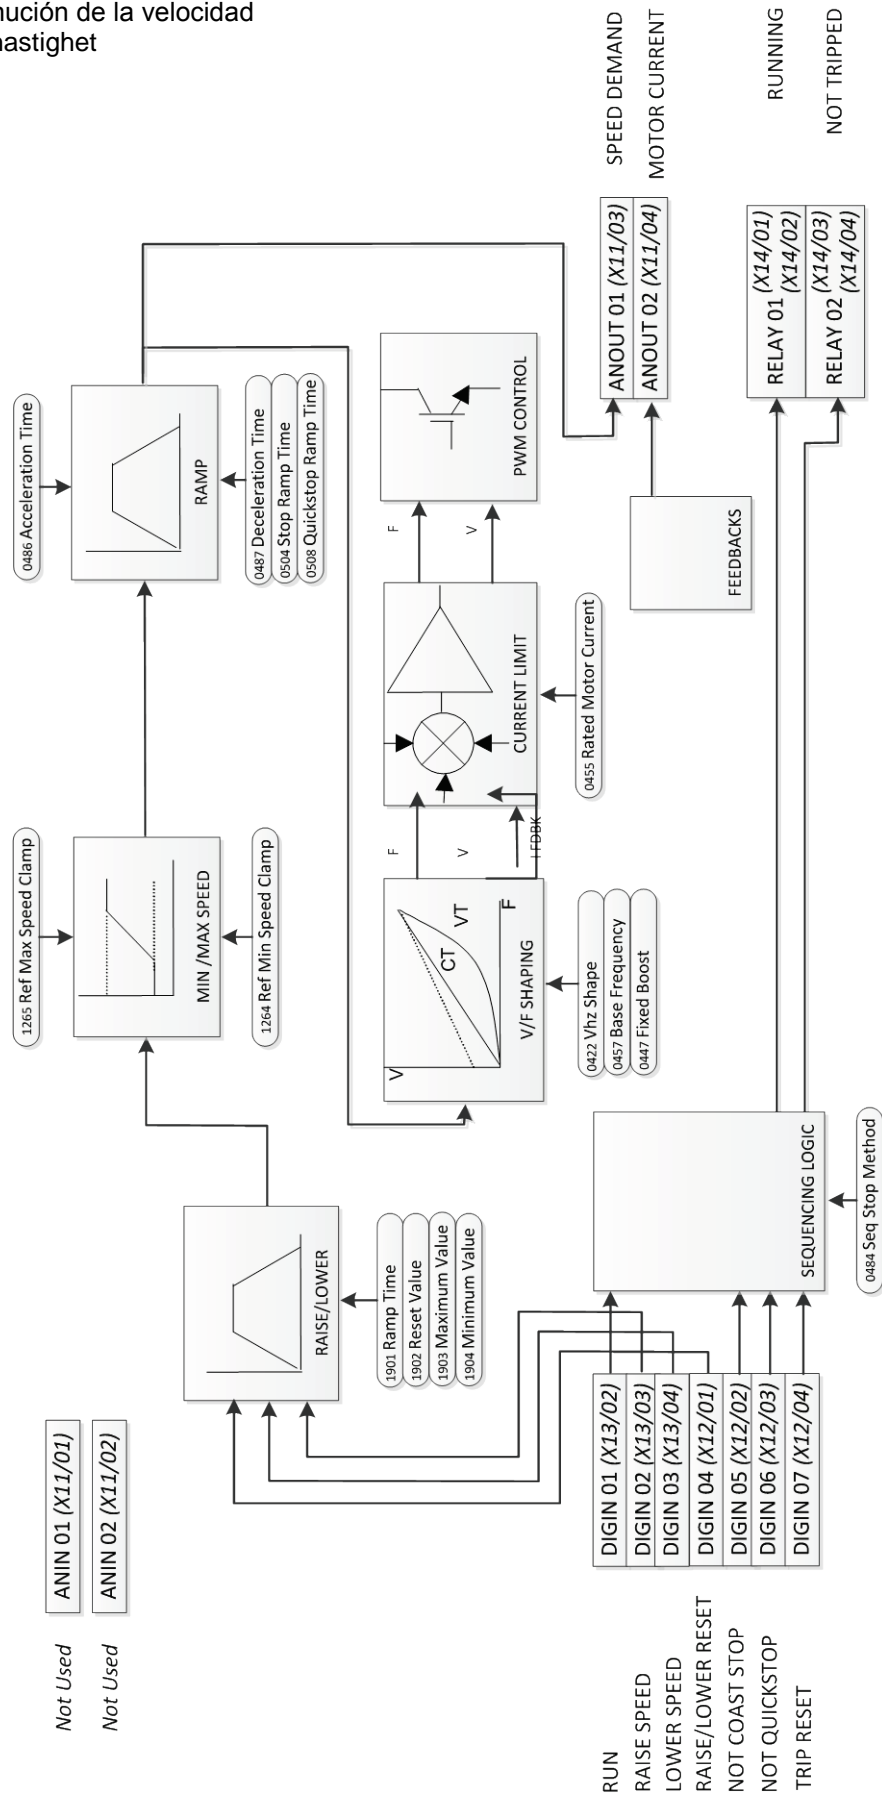 nución de la velocidad
hastighet
Not Used
ANIN 01 (X11/01)
Not Used
ANIN 02 (X11/02)
1265 Ref Max Speed Clamp
MIN /MAX SPEED
1264 Ref Min Speed Clamp
0486 Acceleration Time
RAMP
0487 Deceleration Time
0504 Stop Ramp Time
0508 Quickstop Ramp Time
RAISE/LOWER
1901 Ramp Time
1902 Reset Value
1903 Maximum Value
1904 Minimum Value
V
CT
VT
F
V/F SHAPING
0422 Vhz Shape
0457 Base Frequency
0447 Fixed Boost
F
V
I FDBK
CURRENT LIMIT
0455 Rated Motor Current
F
V
PWM CONTROL
FEEDBACKS
ANOUT 01 (X11/03)
SPEED DEMAND
ANOUT 02 (X11/04)
MOTOR CURRENT
RUN
DIGIN 01 (X13/02)
RAISE SPEED
DIGIN 02 (X13/03)
LOWER SPEED
DIGIN 03 (X13/04)
RAISE/LOWER RESET
DIGIN 04 (X12/01)
NOT COAST STOP
DIGIN 05 (X12/02)
NOT QUICKSTOP
DIGIN 06 (X12/03)
TRIP RESET
DIGIN 07 (X12/04)
SEQUENCING LOGIC
0484 Seq Stop Method
RELAY 01 (X14/01)
(X14/02)
RUNNING
RELAY 02 (X14/03)
(X14/04)
NOT TRIPPED